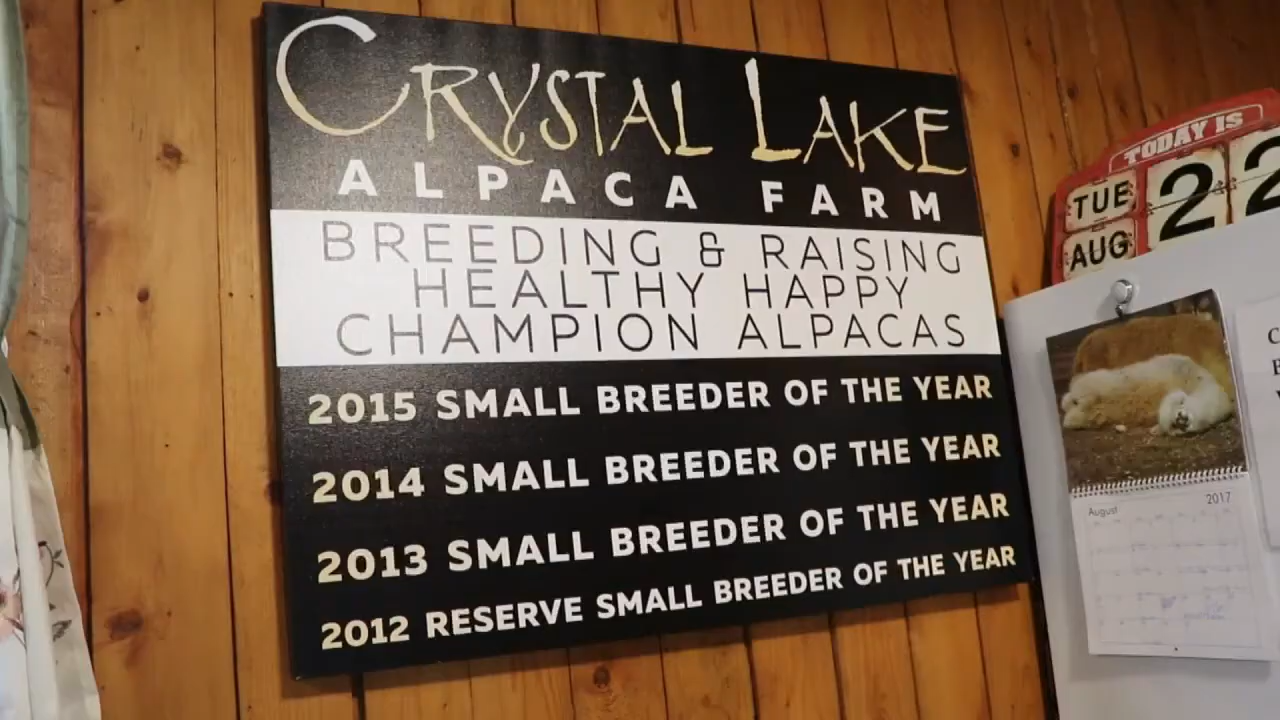 CRYSTAL LAKE
ALPACA FARM
BREEDING & RAISING
HEALTHY HAPPY
CHAMPION ALPACAS
2015 SMALL BREEDER OF THE YEAR
2014 SMALL BREEDER OF THE YEAR
2013 SMALL BREEDER OF THE YEAR
2012 RESERVE SMALL BREEDER OF THE YEAR
TODAY IS
TUE
AUG
22
August 2017